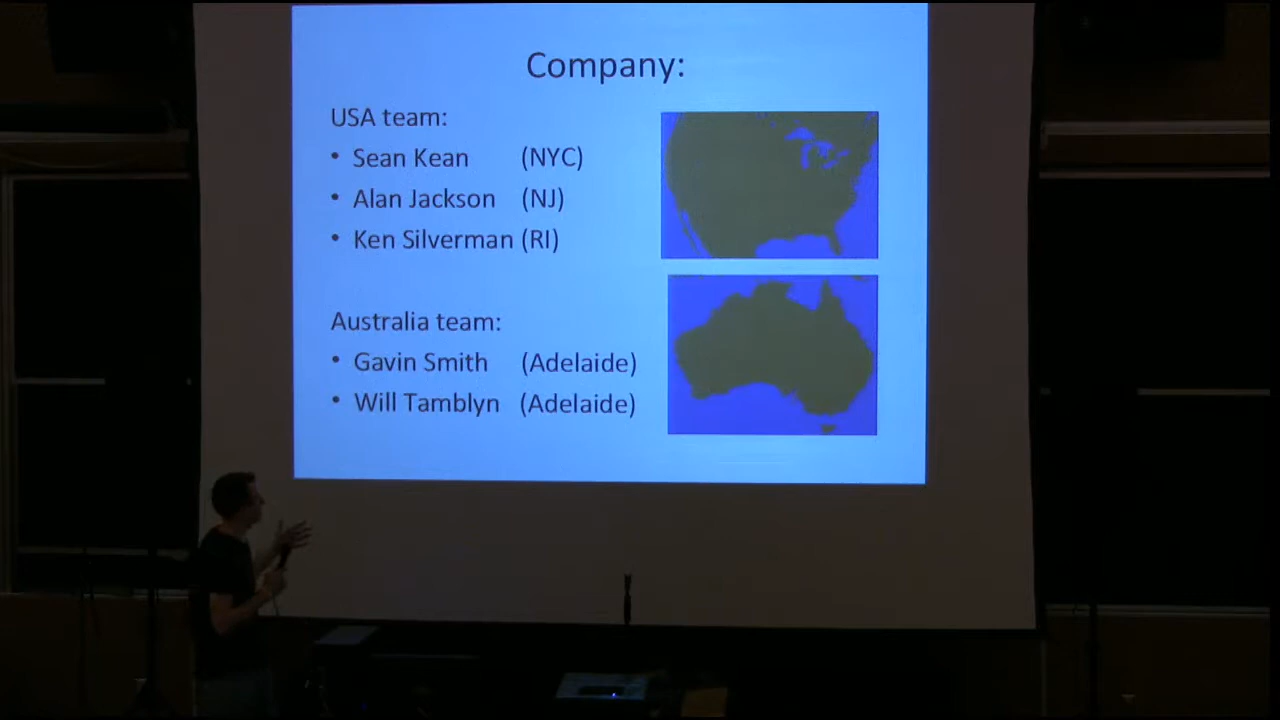 Company:
USA team:
• Sean Kean (NYC)
• Alan Jackson (NJ)
• Ken Silverman (RI)
Australia team:
• Gavin Smith (Adelaide)
• Will Tamblyn (Adelaide)